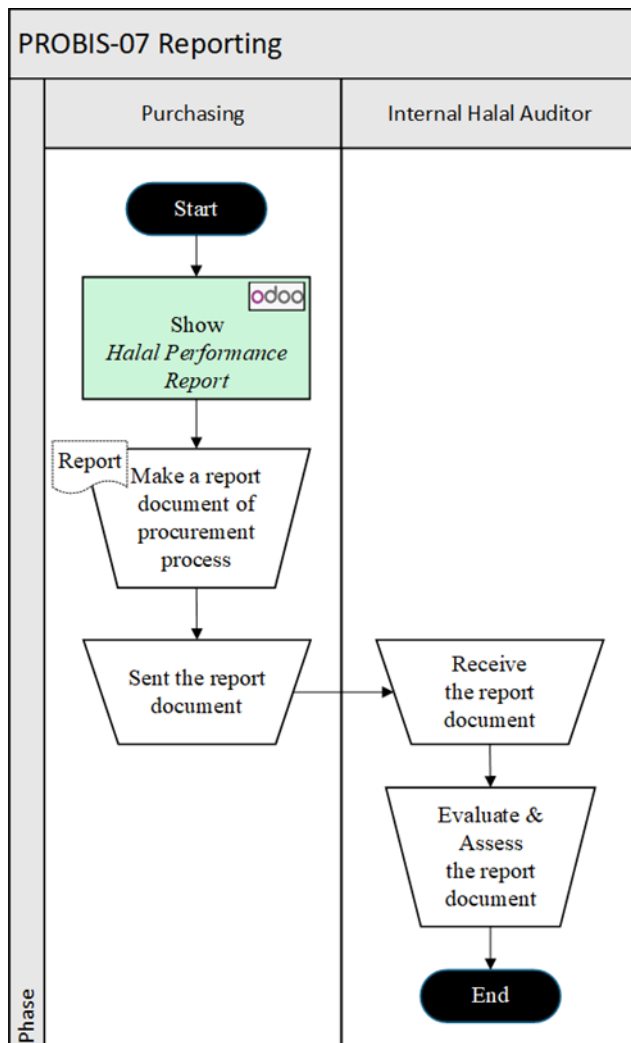 PROBIS-07 Reporting
Purchasing
Internal Halal Auditor
Start
odoo
Show
Halal Performance
Report
Report
Make a report
document of
procurement
process
Sent the report
document
Receive
the report
document
Evaluate &
Assess
the report
document
End
Phase